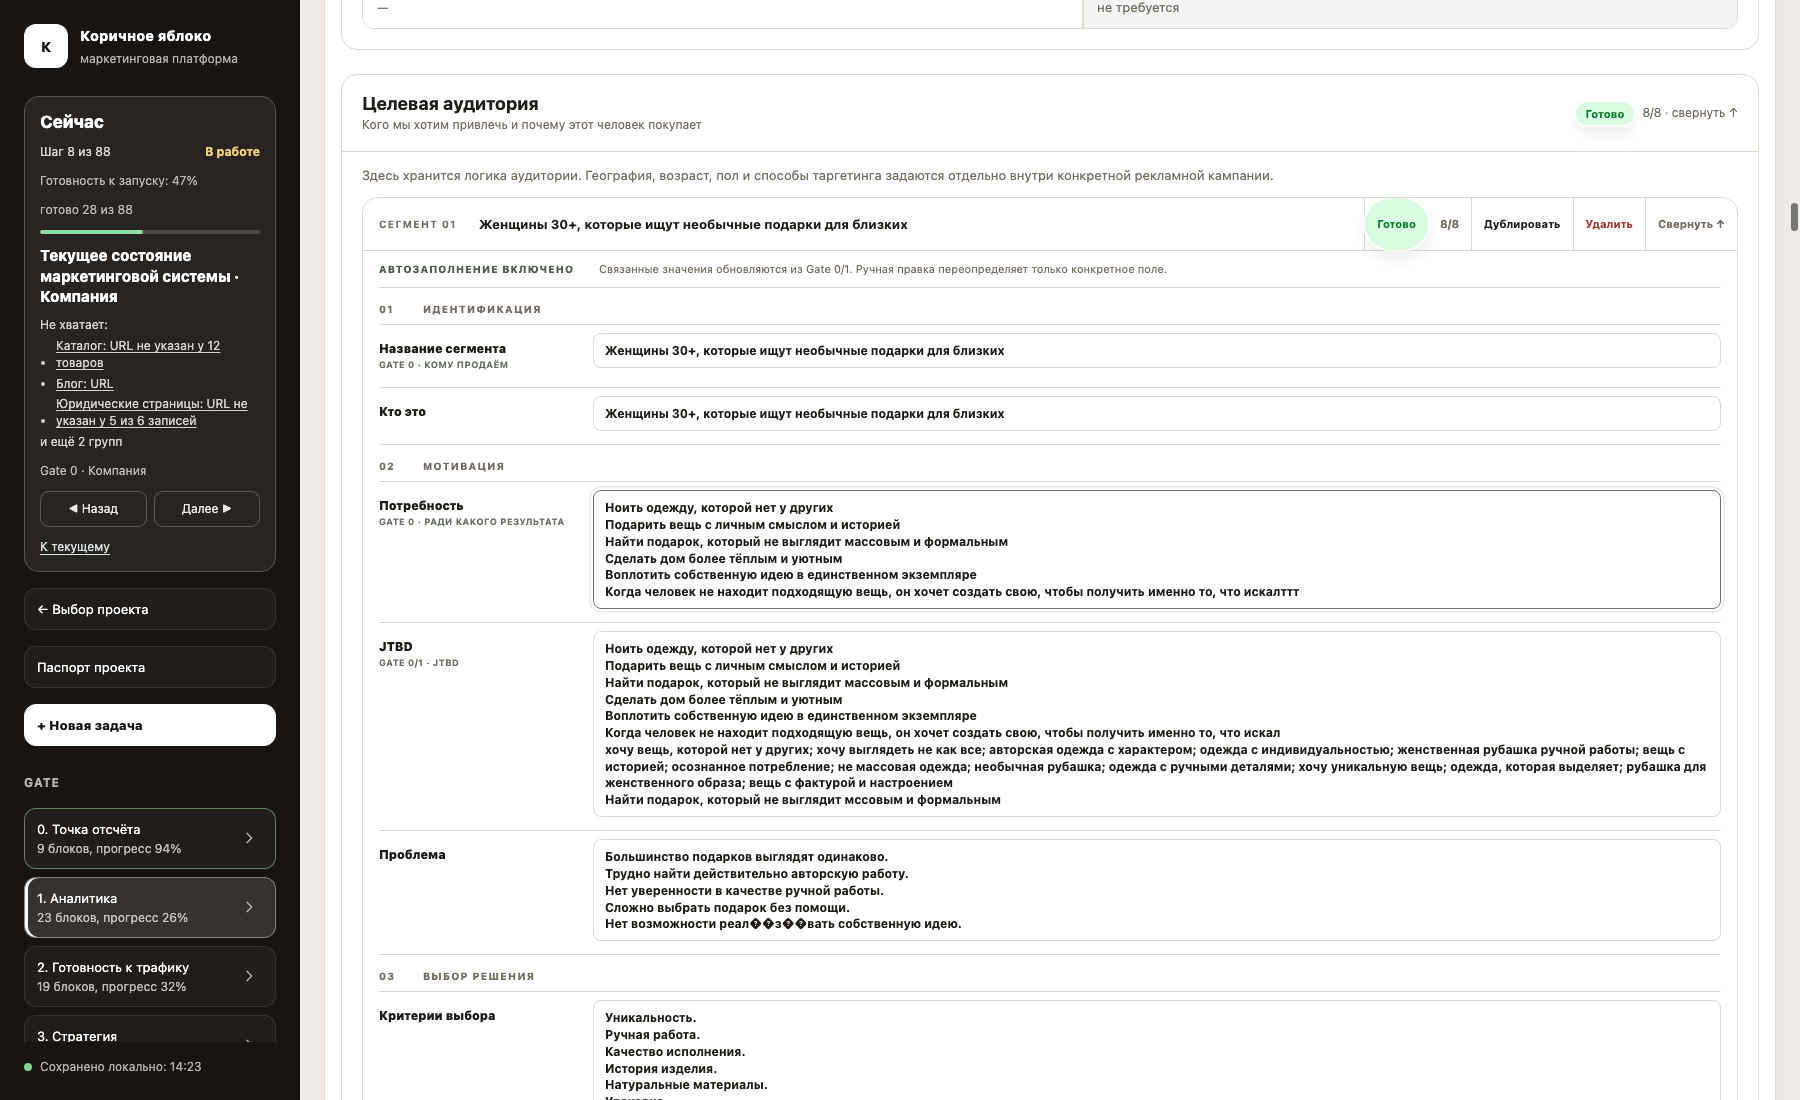 К
Коричное яблоко
маркетинговая платформа
Сейчас
Шаг 8 из 88
В работе
Готовность к запуску: 47%
готово 28 из 88
Текущее состояние
маркетинговой системы ·
Компания
Не хватает:
• Каталог: URL не указан у 12
товаров
• Блог: URL
• Юридические страницы: URL не
указан у 5 из 6 записей
и ещё 2 групп
Gate 0 · Компания
◀ Назад
Далее ▶
К текущему
← Выбор проекта
Паспорт проекта
+ Новая задача
GATE
0. Точка отсчёта
9 блоков, прогресс 94%
1. Аналитика
23 блоков, прогресс 26%
2. Готовность к трафику
19 блоков, прогресс 32%
3. Стратегия
Сохранено локально: 14:23
—
не требуется
Целевая аудитория
Кого мы хотим привлечь и почему этот человек покупает
Готово
8/8 · свернуть ↑
Здесь хранится логика аудитории. География, возраст, пол и способы таргетинга задаются отдельно внутри конкретной рекламной кампании.
СЕГМЕНТ 01
Женщины 30+, которые ищут необычные подарки для близких
Готово
8/8
Дублировать
Удалить
Свернуть ↑
АВТОЗАПОЛНЕНИЕ ВКЛЮЧЕНО
Связанные значения обновляются из Gate 0/1. Ручная правка переопределяет только конкретное поле.
01 ИДЕНТИФИКАЦИЯ
Название сегмента
GATE 0 · КОМУ ПРОДАЁМ
Женщины 30+, которые ищут необычные подарки для близких
Кто это
Женщины 30+, которые ищут необычные подарки для близких
02 МОТИВАЦИЯ
Потребность
GATE 0 · РАДИ КАКОГО РЕЗУЛЬТАТА
Ноить одежду, которой нет у других
Подарить вещь с личным смыслом и историей
Найти подарок, который не выглядит массовым и формальным
Сделать дом более тёплым и уютным
Воплотить собственную идею в единственном экземпляре
Когда человек не находит подходящую вещь, он хочет создать свою, чтобы получить именно то, что искалттт
JTBD
GATE 0/1 · JTBD
Ноить одежду, которой нет у других
Подарить вещь с личным смыслом и историей
Найти подарок, который не выглядит массовым и формальным
Сделать дом более тёплым и уютным
Воплотить собственную идею в единственном экземпляре
Когда человек не находит подходящую вещь, он хочет создать свою, чтобы получить именно то, что искал
хочу вещь, которой нет у других; хочу выглядеть не как все; авторская одежда с характером; одежда с индивидуальностью; женственная рубашка ручной работы; вещь с
историей; осознанное потребление; не массовая одежда; необычная рубашка; одежда с ручными деталями; хочу уникальную вещь; одежда, которая выделяет; рубашка для
женственного образа; вещь с фактурой и настроением
Найти подарок, который не выглядит мссовым и формальным
Проблема
Большинство подарков выглядят одинаково.
Трудно найти действительно авторскую работу.
Нет уверенности в качестве ручной работы.
Сложно выбрать подарок без помощи.
Нет возможности реал��з��вать собственную идею.
03 ВЫБОР РЕШЕНИЯ
Критерии выбора
Уникальность.
Ручная работа.
Качество исполнения.
История изделия.
Натуральные материалы.